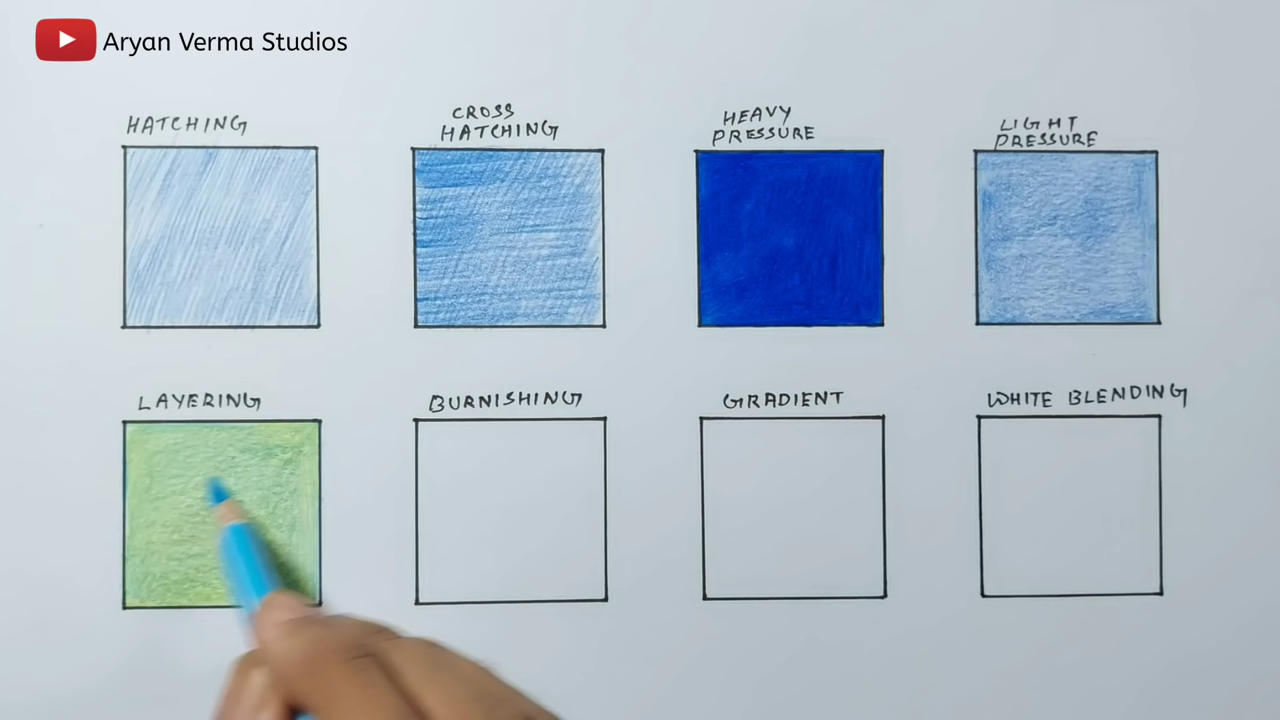 Aryan Verma Studios
HATCHING
CROSS
HATCHING
HEAVY
PRESSURE
LIGHT
PRESSURE
LAYERING
BURNISHING
GRADIENT
WHITE BLENDING